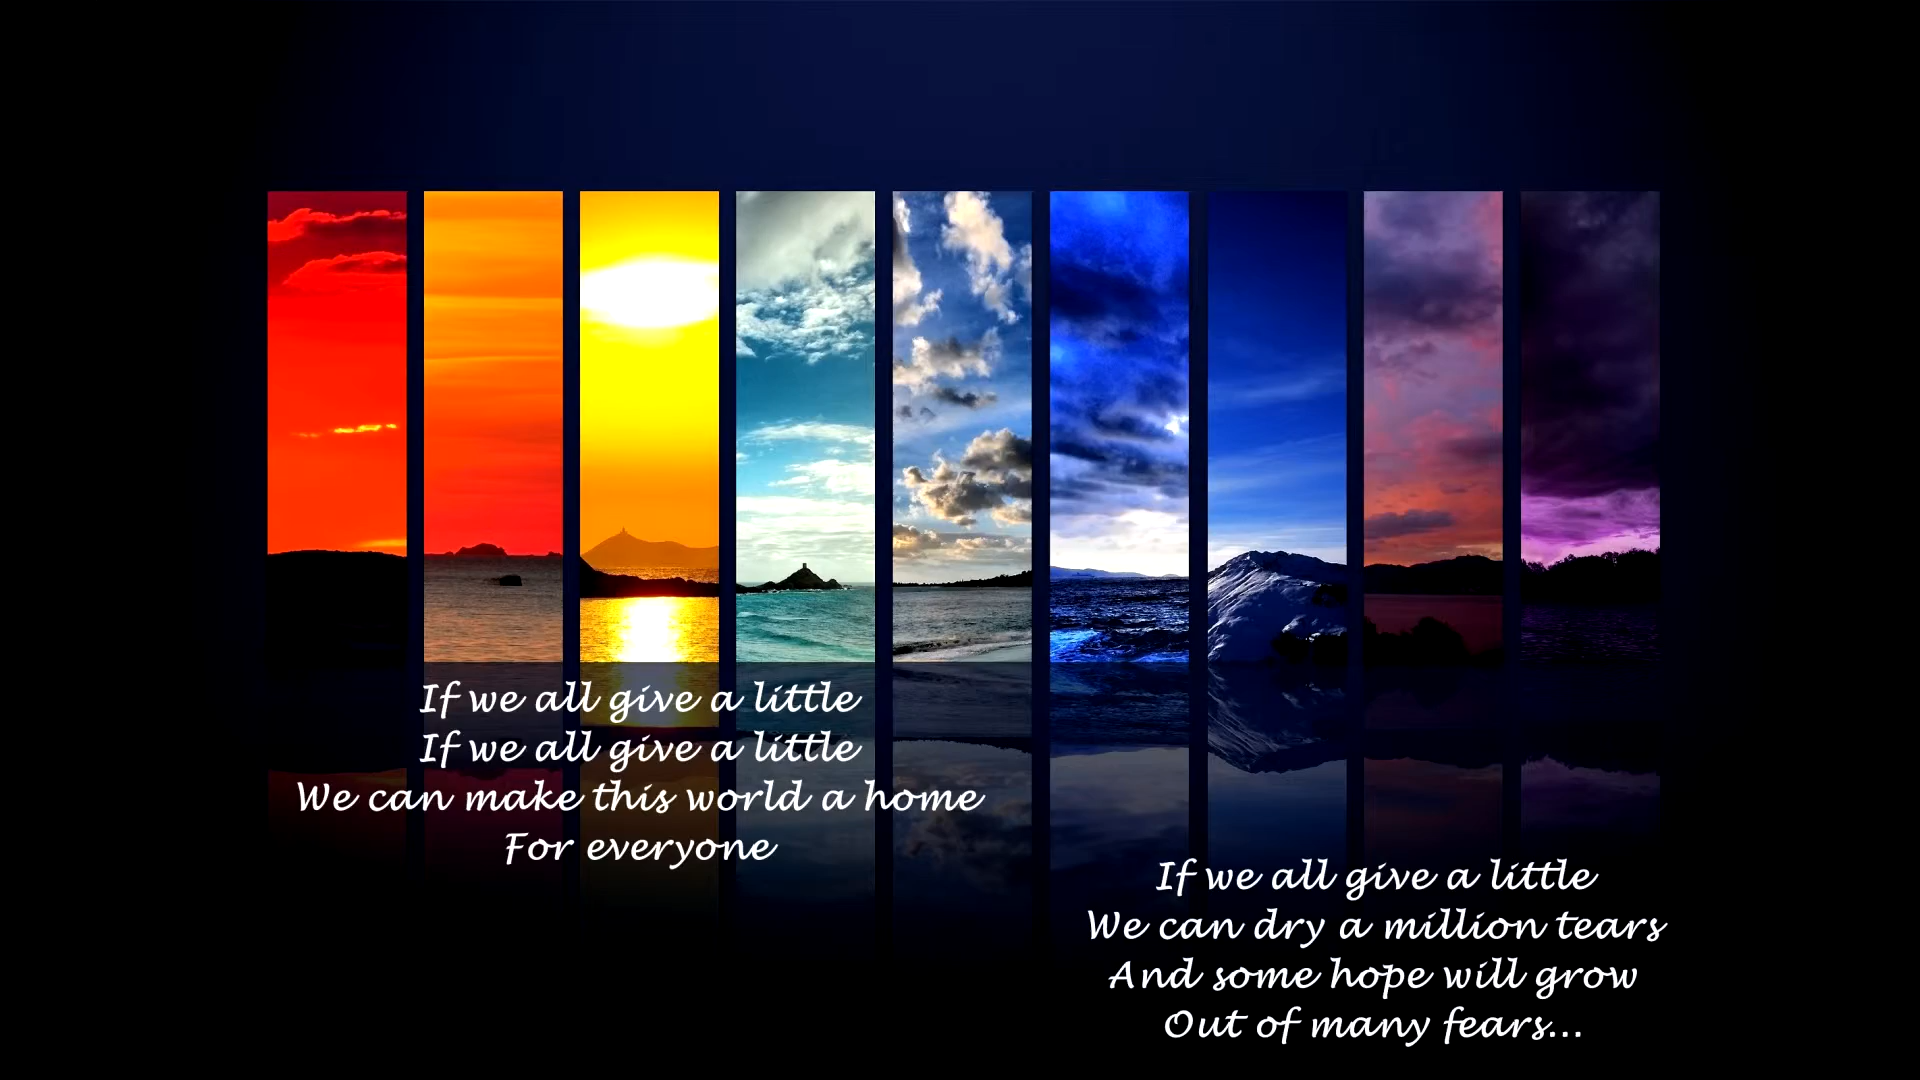 If we all give a little
If we all give a little
We can make this world a home
For everyone
If we all give a little
We can dry a million tears
And some hope will grow
Out of many fears...